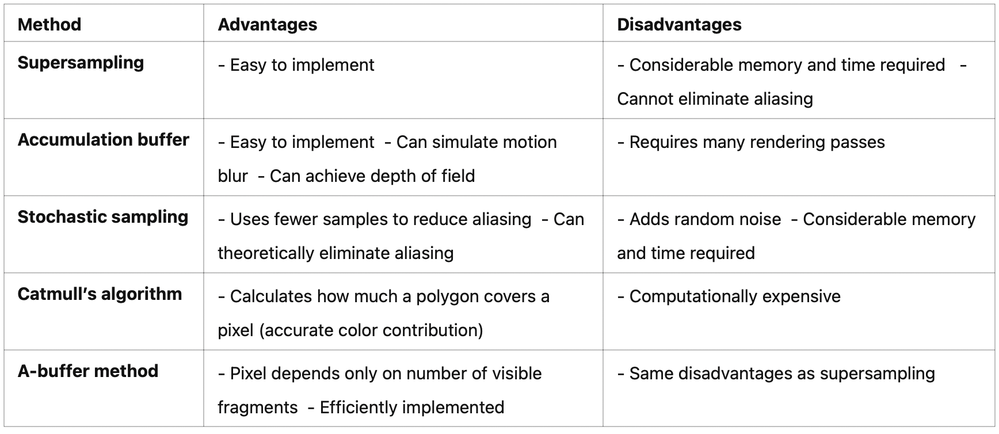 Method Advantages Disadvantages
Supersampling - Easy to implement - Considerable memory and time required -
Cannot eliminate aliasing
Accumulation buffer - Easy to implement - Can simulate motion - Requires many rendering passes
blur - Can achieve depth of field
Stochastic sampling - Uses fewer samples to reduce aliasing - Can - Adds random noise - Considerable memory
theoretically eliminate aliasing and time required
Catmull’s algorithm - Calculates how much a polygon covers a - Computationally expensive
pixel (accurate color contribution)
A-buffer method - Pixel depends only on number of visible - Same disadvantages as supersampling
fragments - Efficiently implemented